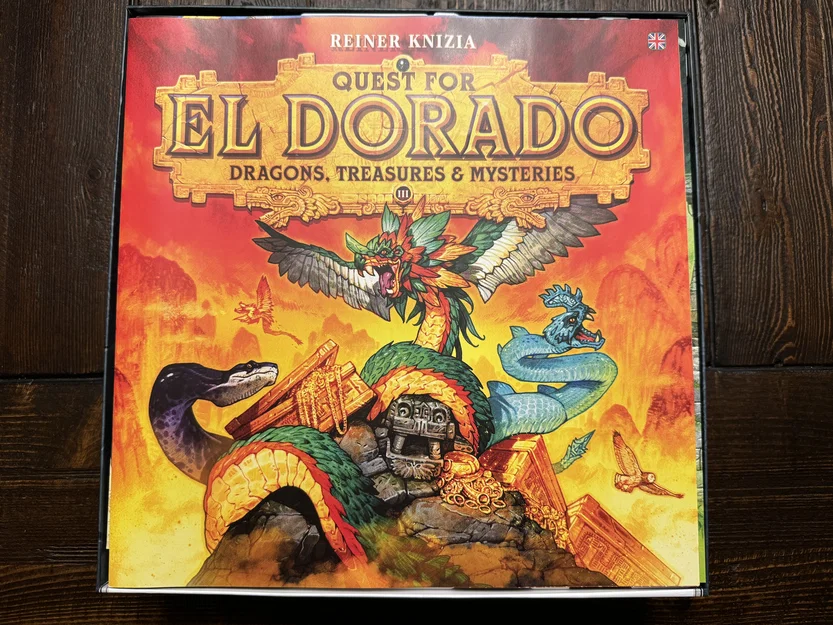 REINER KNIZIA
QUEST FOR
EL DORADO
DRAGONS, TREASURES & MYSTERIES
III